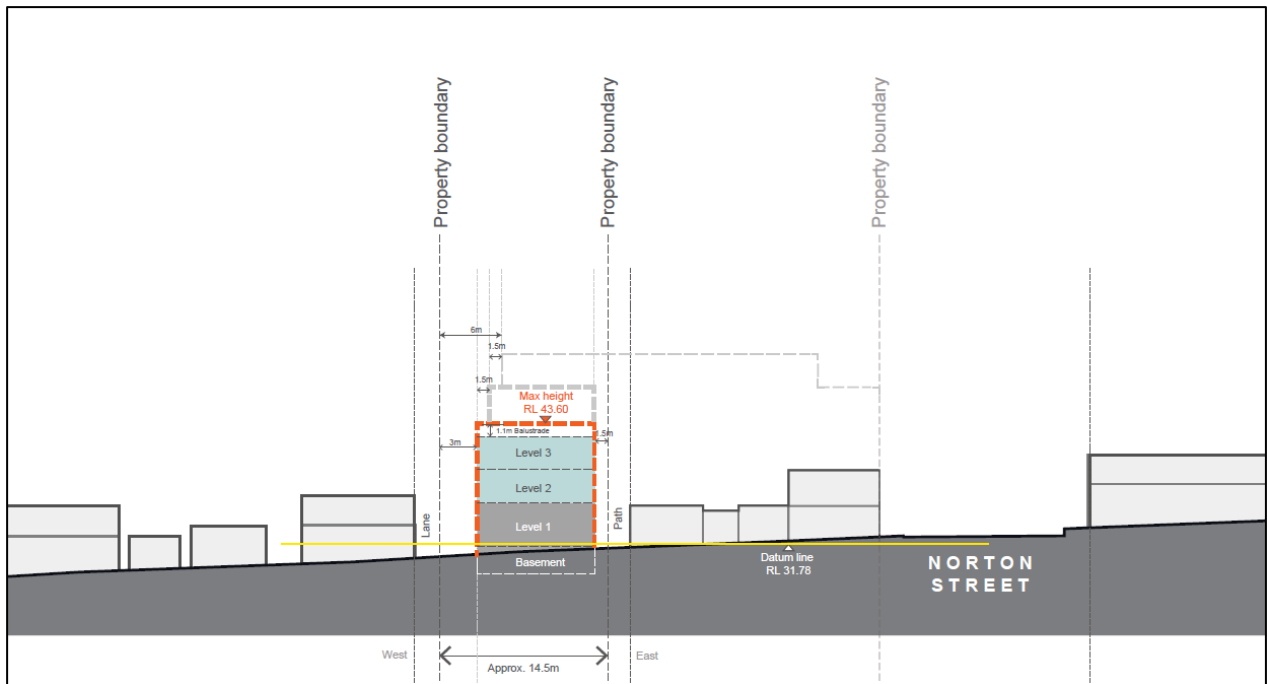 Property boundary
Property boundary
Property boundary
6m
1.5m
1.5m
Max height
RL 43.60
1.1m Balustrade
1.5m
3m
Level 3
Level 2
Lane
Level 1
Path
Basement
Datum line
RL 31.78
NORTON
STREET
West
East
Approx. 14.5m